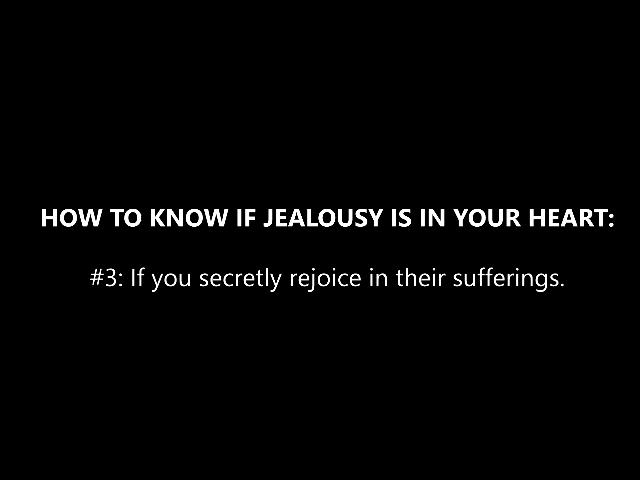 HOW TO KNOW IF JEALOUSY IS IN YOUR HEART:
#3: If you secretly rejoice in their sufferings.